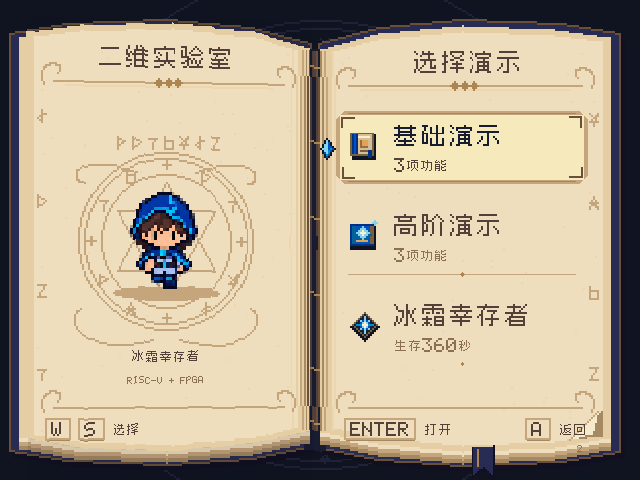 二维实验室
冰霜幸存者
RISC-V + FPGA
W S 选择
选择演示
基础演示
3项功能
高阶演示
3项功能
冰霜幸存者
生存360秒
ENTER 打开
A 返回
2